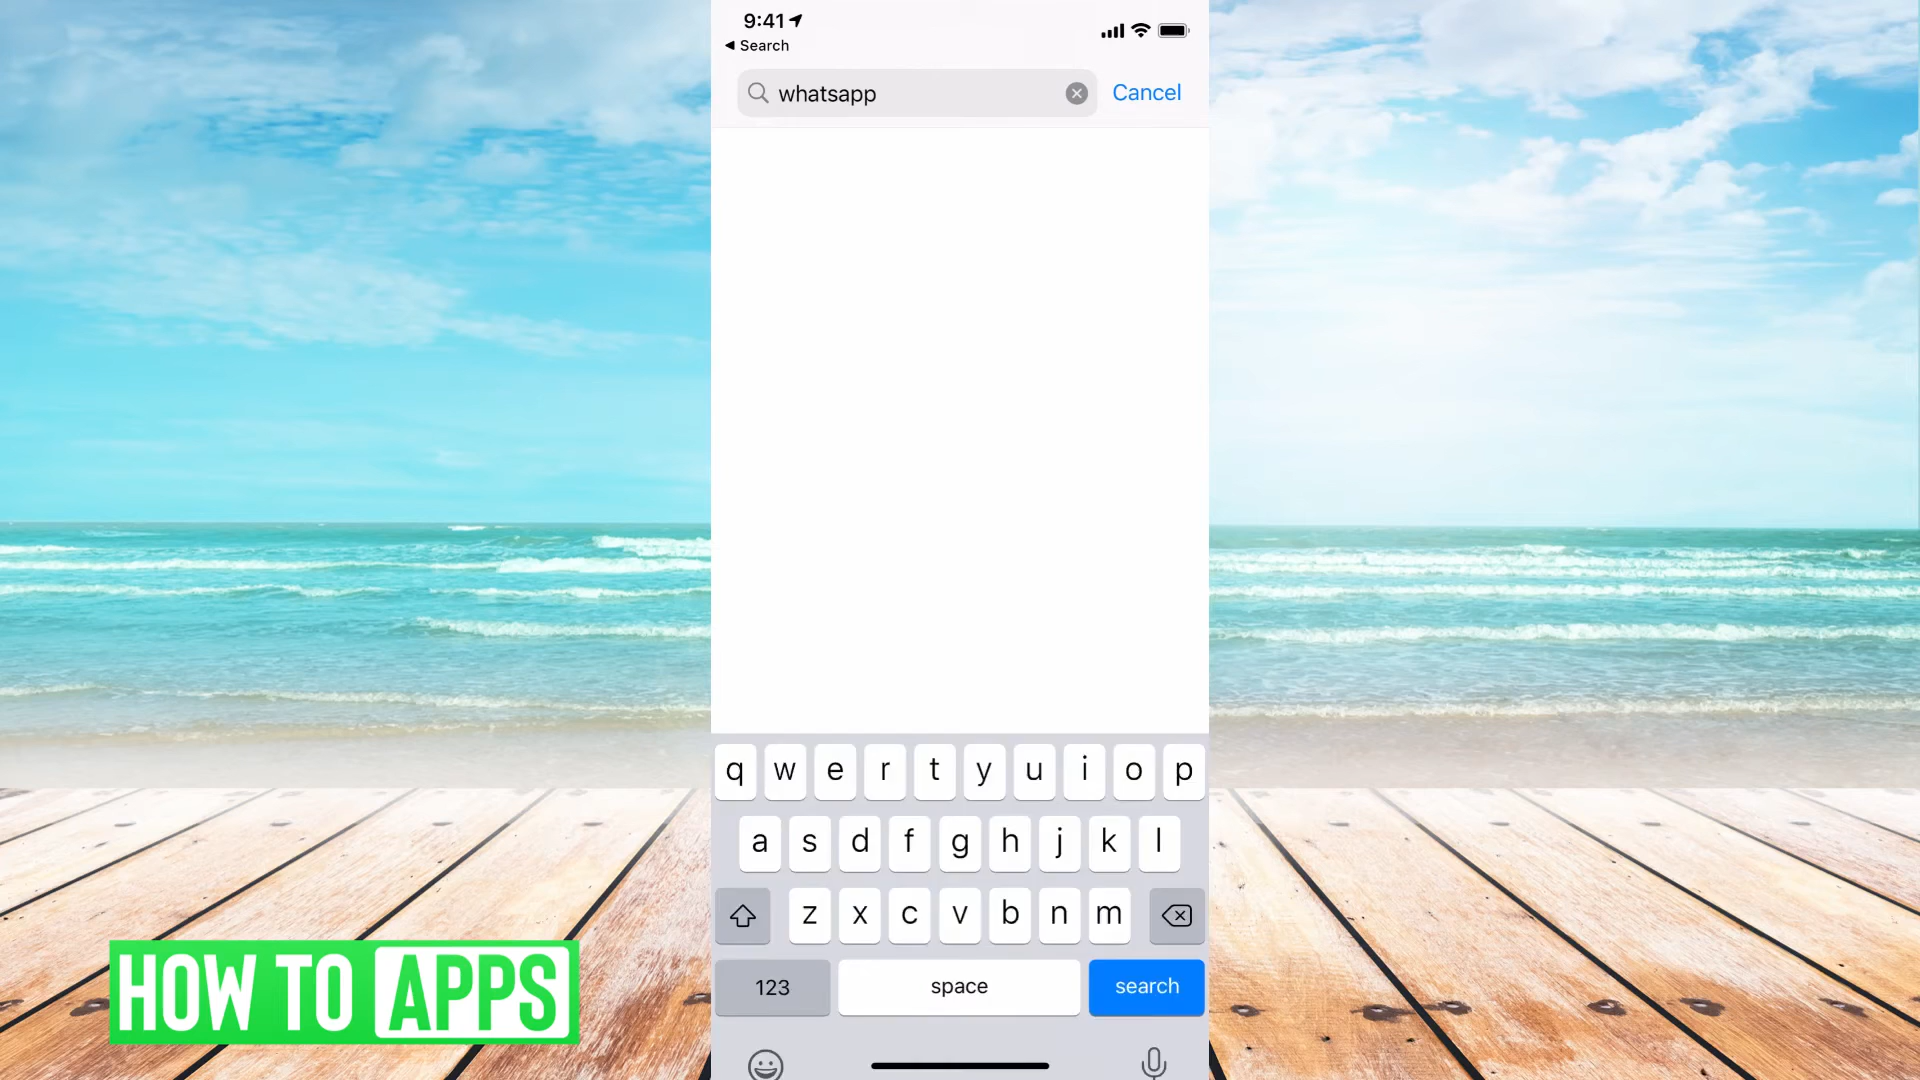 9:41
Search
whatsapp
Cancel
q w e r t y u i o p
a s d f g h j k l
z x c v b n m
123 space search
HOW TO APPS